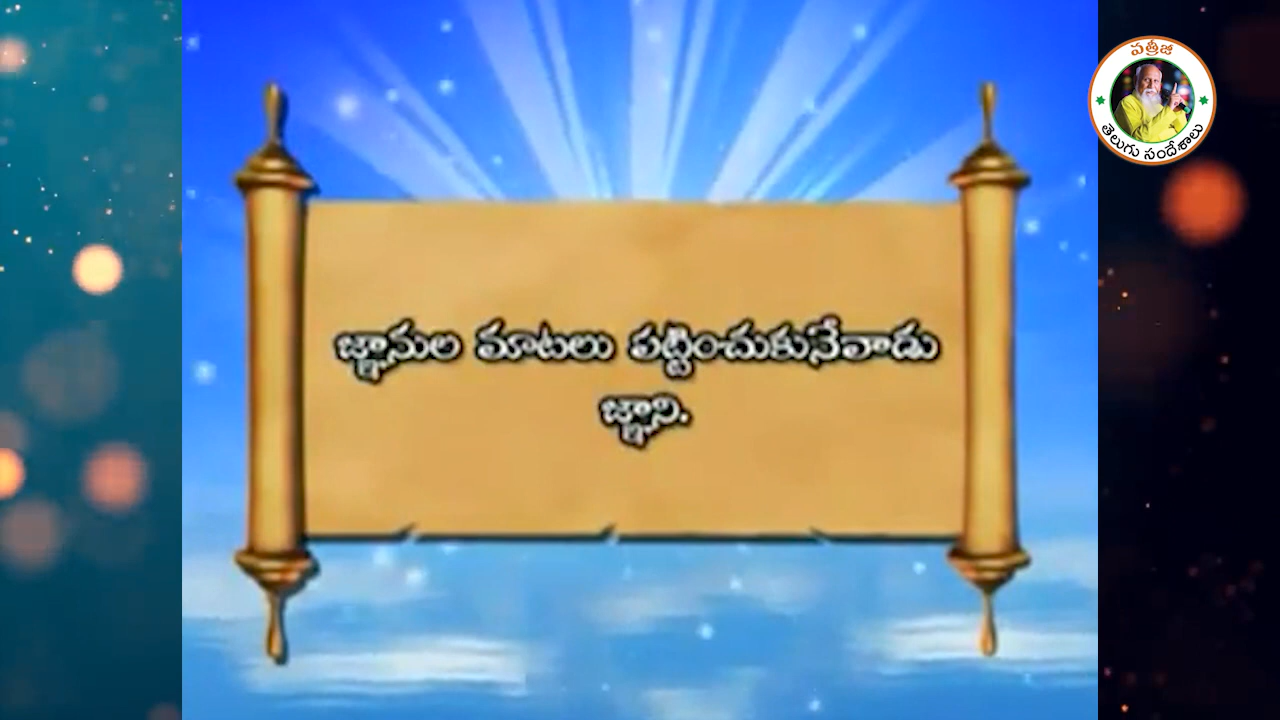 పత్రీజీ
తెలుగు సందేశాలు
జ్ఞానుల మాటలు పట్టించుకునేవాడు
జ్ఞాని.